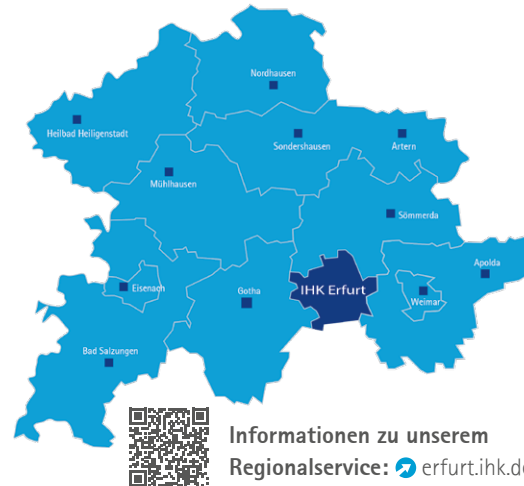 Nordhausen
Heilbad Heiligenstadt
Sondershausen
Artern
Mühlhausen
Sömmerda
Apolda
Eisenach
Gotha
IHK Erfurt
Weimar
Bad Salzungen
Informationen zu unserem
Regionalservice: erfurt.ihk.de